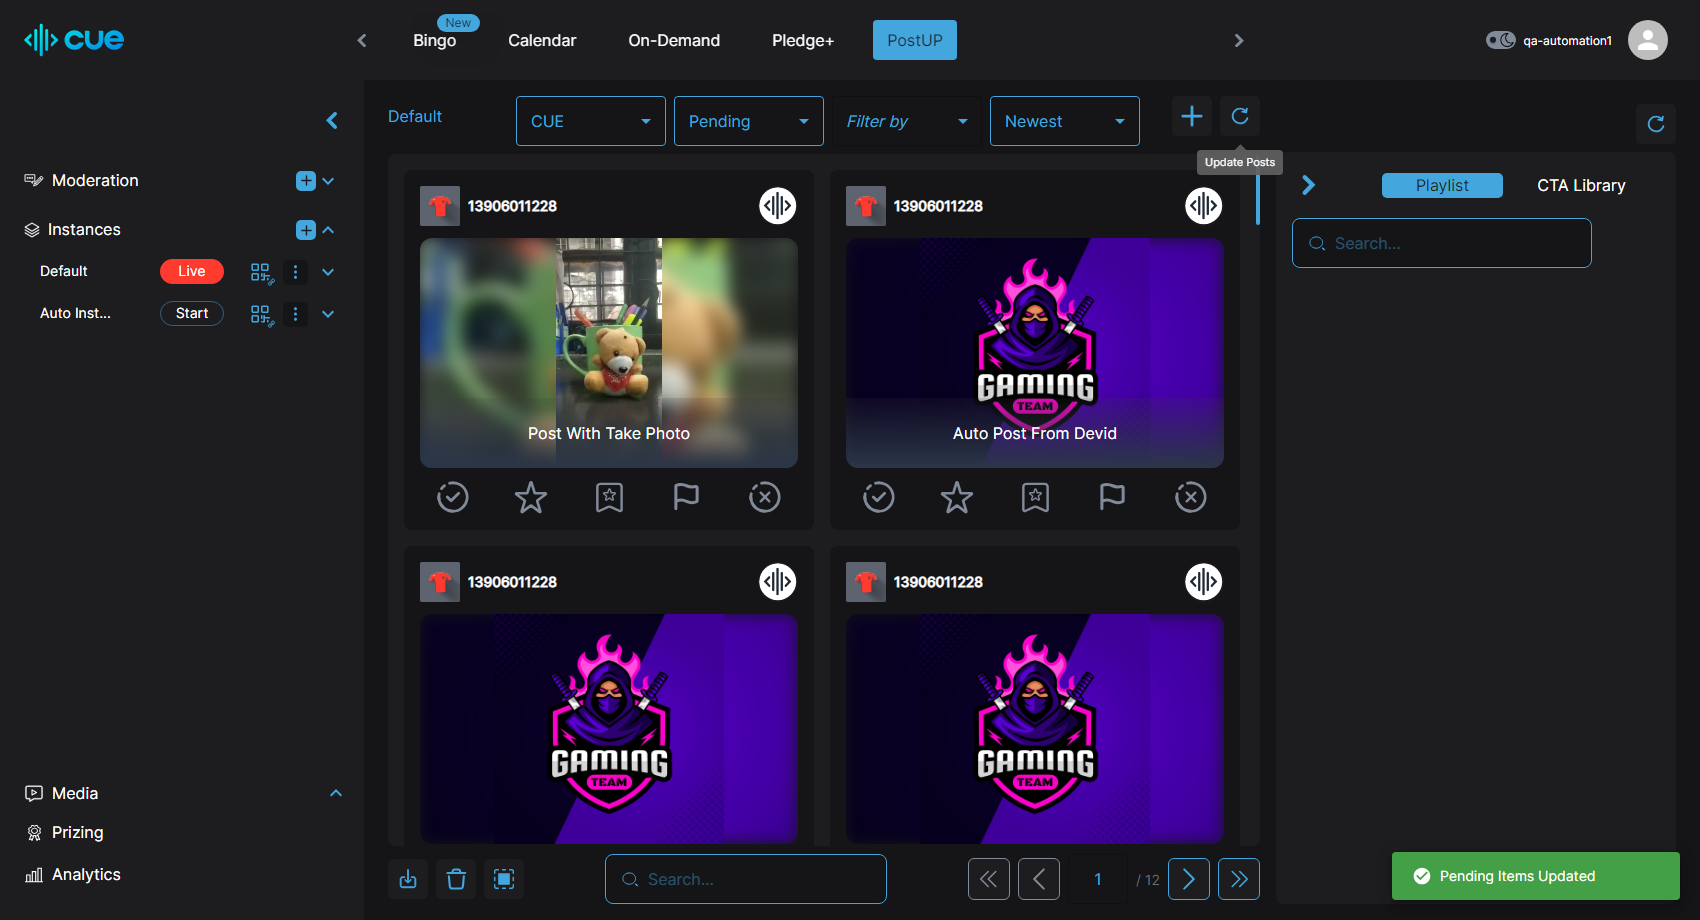 cue
New
Bingo
Calendar
On-Demand
Pledge+
PostUP
qa-automation1
Default
CUE
Pending
Filter by
Newest
Update Posts
Moderation
Instances
Default
Live
Auto Inst...
Start
Media
Prizing
Analytics
13906011228
Post With Take Photo
13906011228
GAMING
TEAM
Auto Post From Devid
13906011228
GAMING
TEAM
13906011228
GAMING
TEAM
Search...
1
/ 12
Playlist
CTA Library
Search...
Pending Items Updated